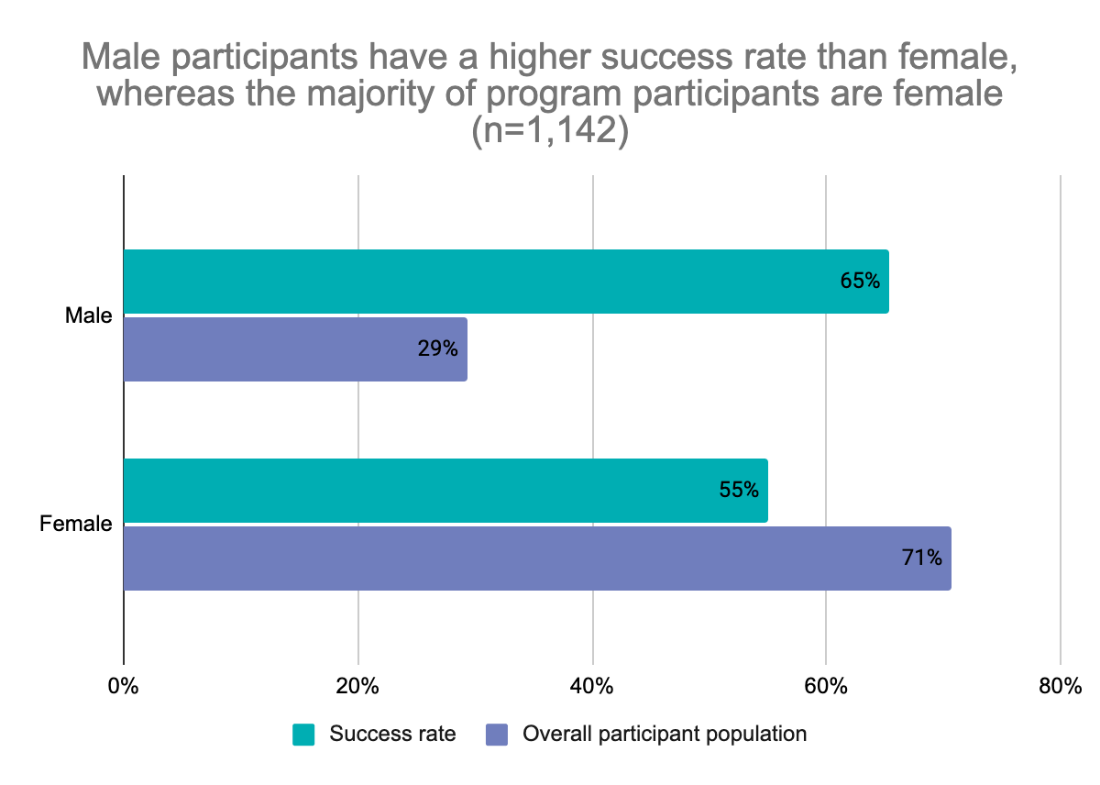 Male participants have a higher success rate than female,
whereas the majority of program participants are female
(n=1,142)
65%
Male
29%
55%
Female
71%
0% 20% 40% 60% 80%
Success rate Overall participant population